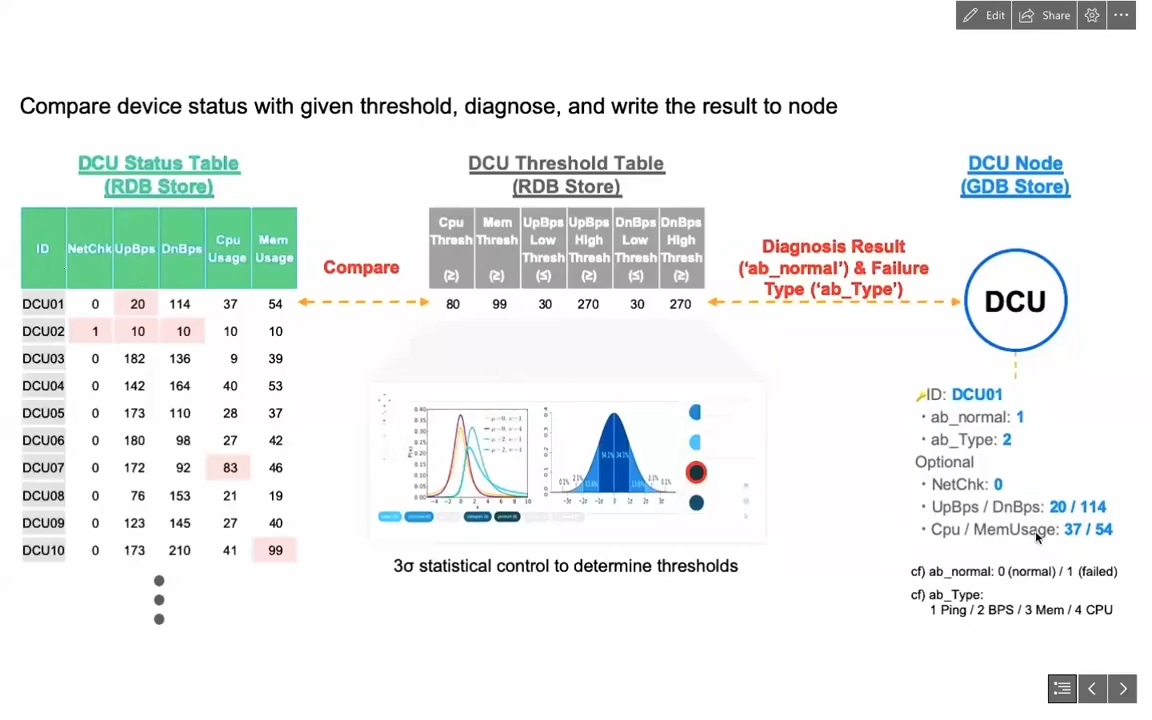 Edit
Share
Compare device status with given threshold, diagnose, and write the result to node
DCU Status Table
(RDB Store)
ID NetChk UpBps DnBps Cpu Usage Mem Usage
DCU01 0 20 114 37 54
DCU02 1 10 10 10 10
DCU03 0 182 136 9 39
DCU04 0 142 164 40 53
DCU05 0 173 110 28 37
DCU06 0 180 98 27 42
DCU07 0 172 92 83 46
DCU08 0 76 153 21 19
DCU09 0 123 145 27 40
DCU10 0 173 210 41 99
Compare
DCU Threshold Table
(RDB Store)
Cpu Thresh (≥) Mem Thresh (≥) UpBps Low Thresh (≤) UpBps High Thresh (≥) DnBps Low Thresh (≤) DnBps High Thresh (≥)
80 99 30 270 30 270
3σ statistical control to determine thresholds
Diagnosis Result
(‘ab_normal’) & Failure
Type (‘ab_Type’)
DCU Node
(GDB Store)
DCU
ID: DCU01
· ab_normal: 1
· ab_Type: 2
Optional
· NetChk: 0
· UpBps / DnBps: 20 / 114
· Cpu / MemUsage: 37 / 54
cf) ab_normal: 0 (normal) / 1 (failed)
cf) ab_Type:
1 Ping / 2 BPS / 3 Mem / 4 CPU